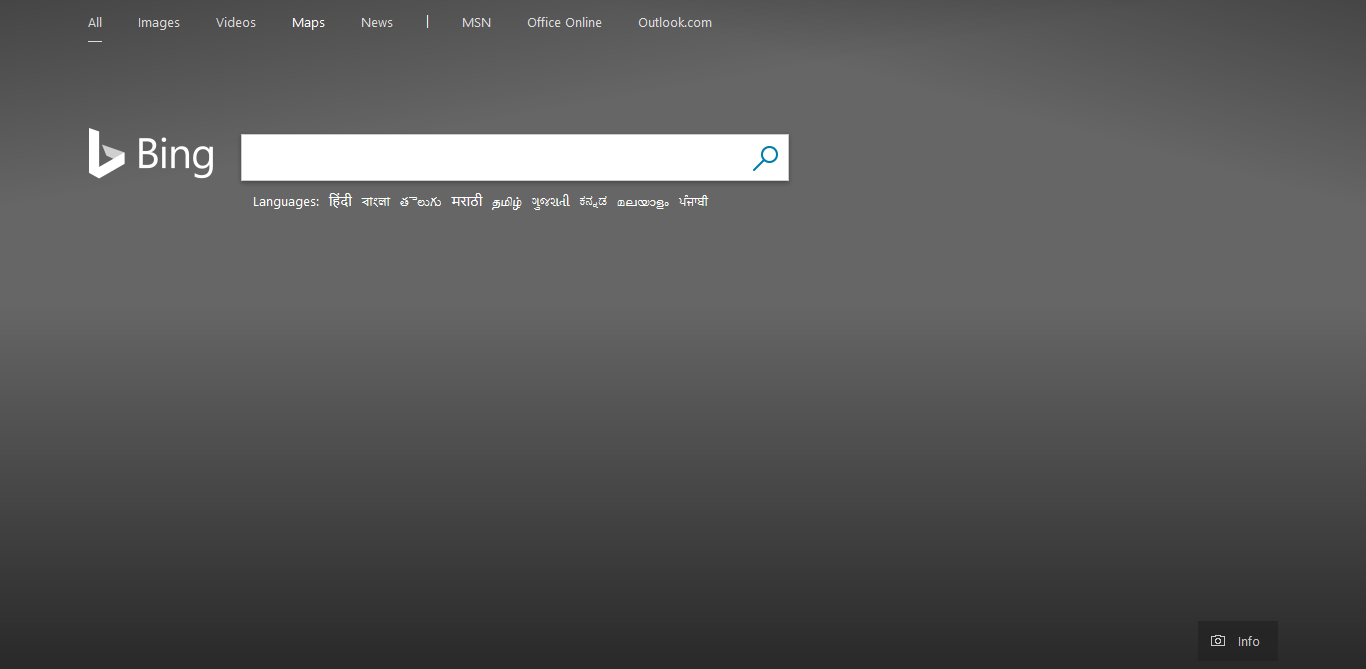 All Images Videos Maps News | MSN Office Online Outlook.com
Bing
Languages: हिंदी বাংলা తెలుగు मराठी தமிழ் ગુજરાતી ಕನ್ನಡ മലയാളം ਪੰਜਾਬੀ
Info